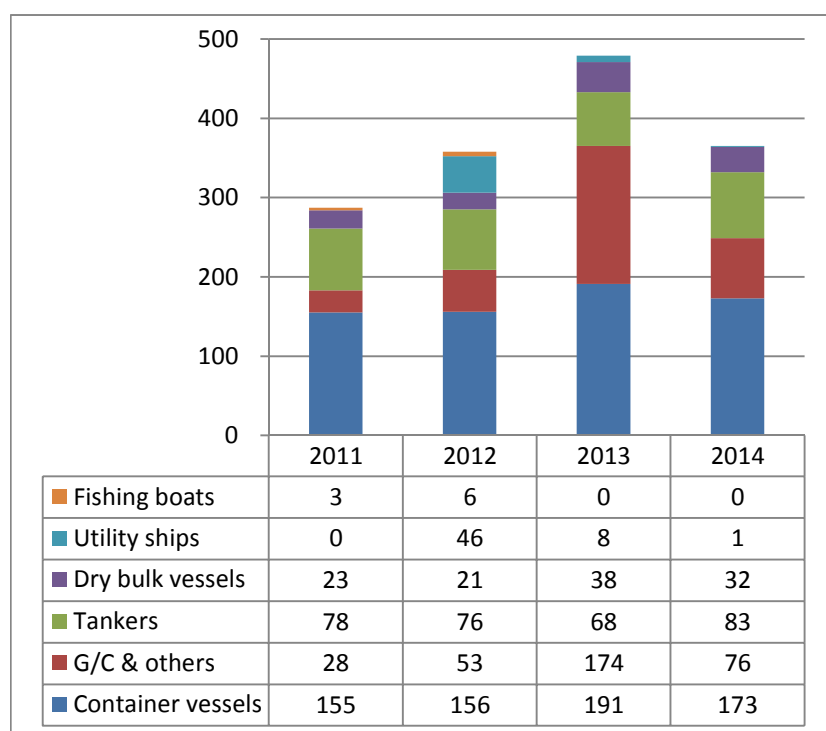 500
400
300
200
100
0
2011 2012 2013 2014
Fishing boats 3 6 0 0
Utility ships 0 46 8 1
Dry bulk vessels 23 21 38 32
Tankers 78 76 68 83
G/C & others 28 53 174 76
Container vessels 155 156 191 173